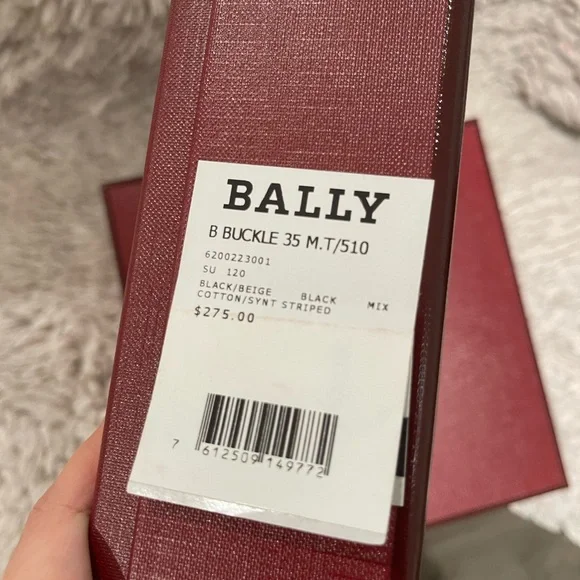 BALLY
B BUCKLE 35 M.T/510
6200223001
SU 120
BLACK/BEIGE BLACK MIX
COTTON/SYNT STRIPED
$275.00
7 612509 149772